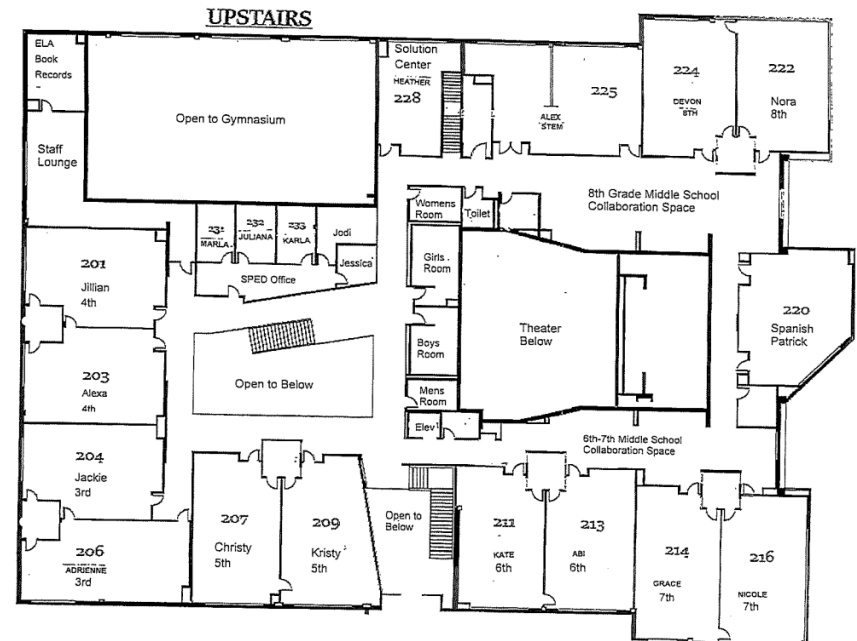 UPSTAIRS
ELA
Book
Records
Staff
Lounge
Open to Gymnasium
Solution
Center
HEATHER
228
ALEX
STEM
225
224
DEVON
8TH
222
Nora
8th
8th Grade Middle School
Collaboration Space
Womens
Room
Toilet
231
MARLA
232
JULIANA
233
KARLA
Jodi
Jessica
SPED Office
Girls
Room
Boys
Room
Mens
Room
Elev
Theater
Below
220
Spanish
Patrick
201
Jillian
4th
203
Alexa
4th
Open to Below
204
Jackie
3rd
206
ADRIENNE
3rd
207
Christy
5th
209
Kristy
5th
Open to
Below
6th-7th Middle School
Collaboration Space
211
KATE
6th
213
ABI
6th
214
GRACE
7th
216
NICOLE
7th